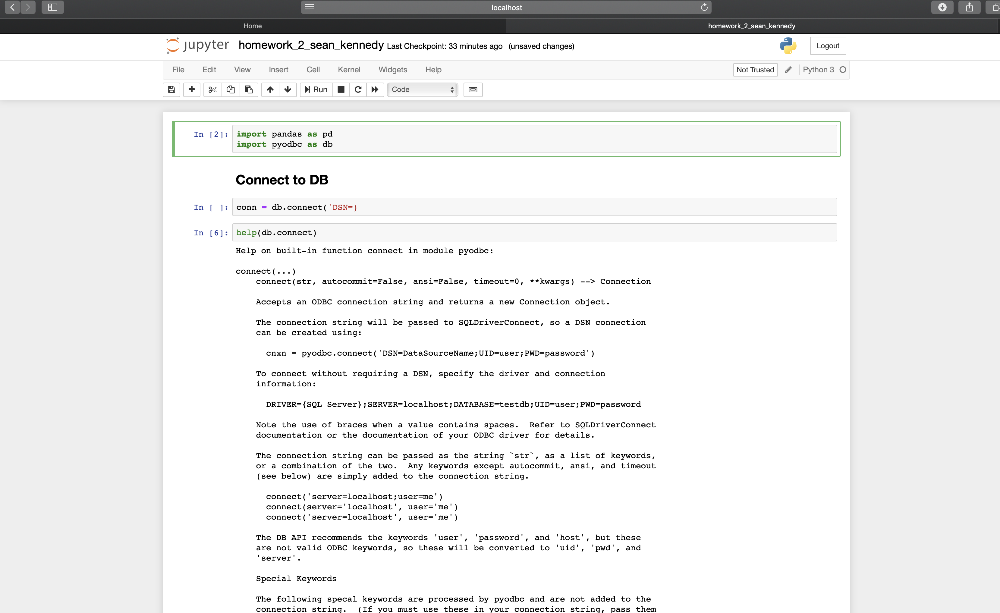 localhost
Home
homework_2_sean_kennedy
jupyter homework_2_sean_kennedy Last Checkpoint: 33 minutes ago (unsaved changes)
Logout
File Edit View Insert Cell Kernel Widgets Help
Not Trusted Python 3
Run Code
In [2]: import pandas as pd
import pyodbc as db
Connect to DB
In [ ]: conn = db.connect('DSN=)
In [6]: help(db.connect)
Help on built-in function connect in module pyodbc:
connect(...)
connect(str, autocommit=False, ansi=False, timeout=0, **kwargs) --> Connection
Accepts an ODBC connection string and returns a new Connection object.
The connection string will be passed to SQLDriverConnect, so a DSN connection
can be created using:
cnxn = pyodbc.connect('DSN=DataSourceName;UID=user;PWD=password')
To connect without requiring a DSN, specify the driver and connection
information:
DRIVER={SQL Server};SERVER=localhost;DATABASE=testdb;UID=user;PWD=password
Note the use of braces when a value contains spaces.  Refer to SQLDriverConnect
documentation or the documentation of your ODBC driver for details.
The connection string can be passed as the string `str`, as a list of keywords,
or a combination of the two.  Any keywords except autocommit, ansi, and timeout
(see below) are simply added to the connection string.
connect('server=localhost;user=me')
connect(server='localhost', user='me')
connect('server=localhost', user='me')
The DB API recommends the keywords 'user', 'password', and 'host', but these
are not valid ODBC keywords, so these will be converted to 'uid', 'pwd', and
'server'.
Special Keywords
The following specal keywords are processed by pyodbc and are not added to the
connection string.  (If you must use these in your connection string, pass them